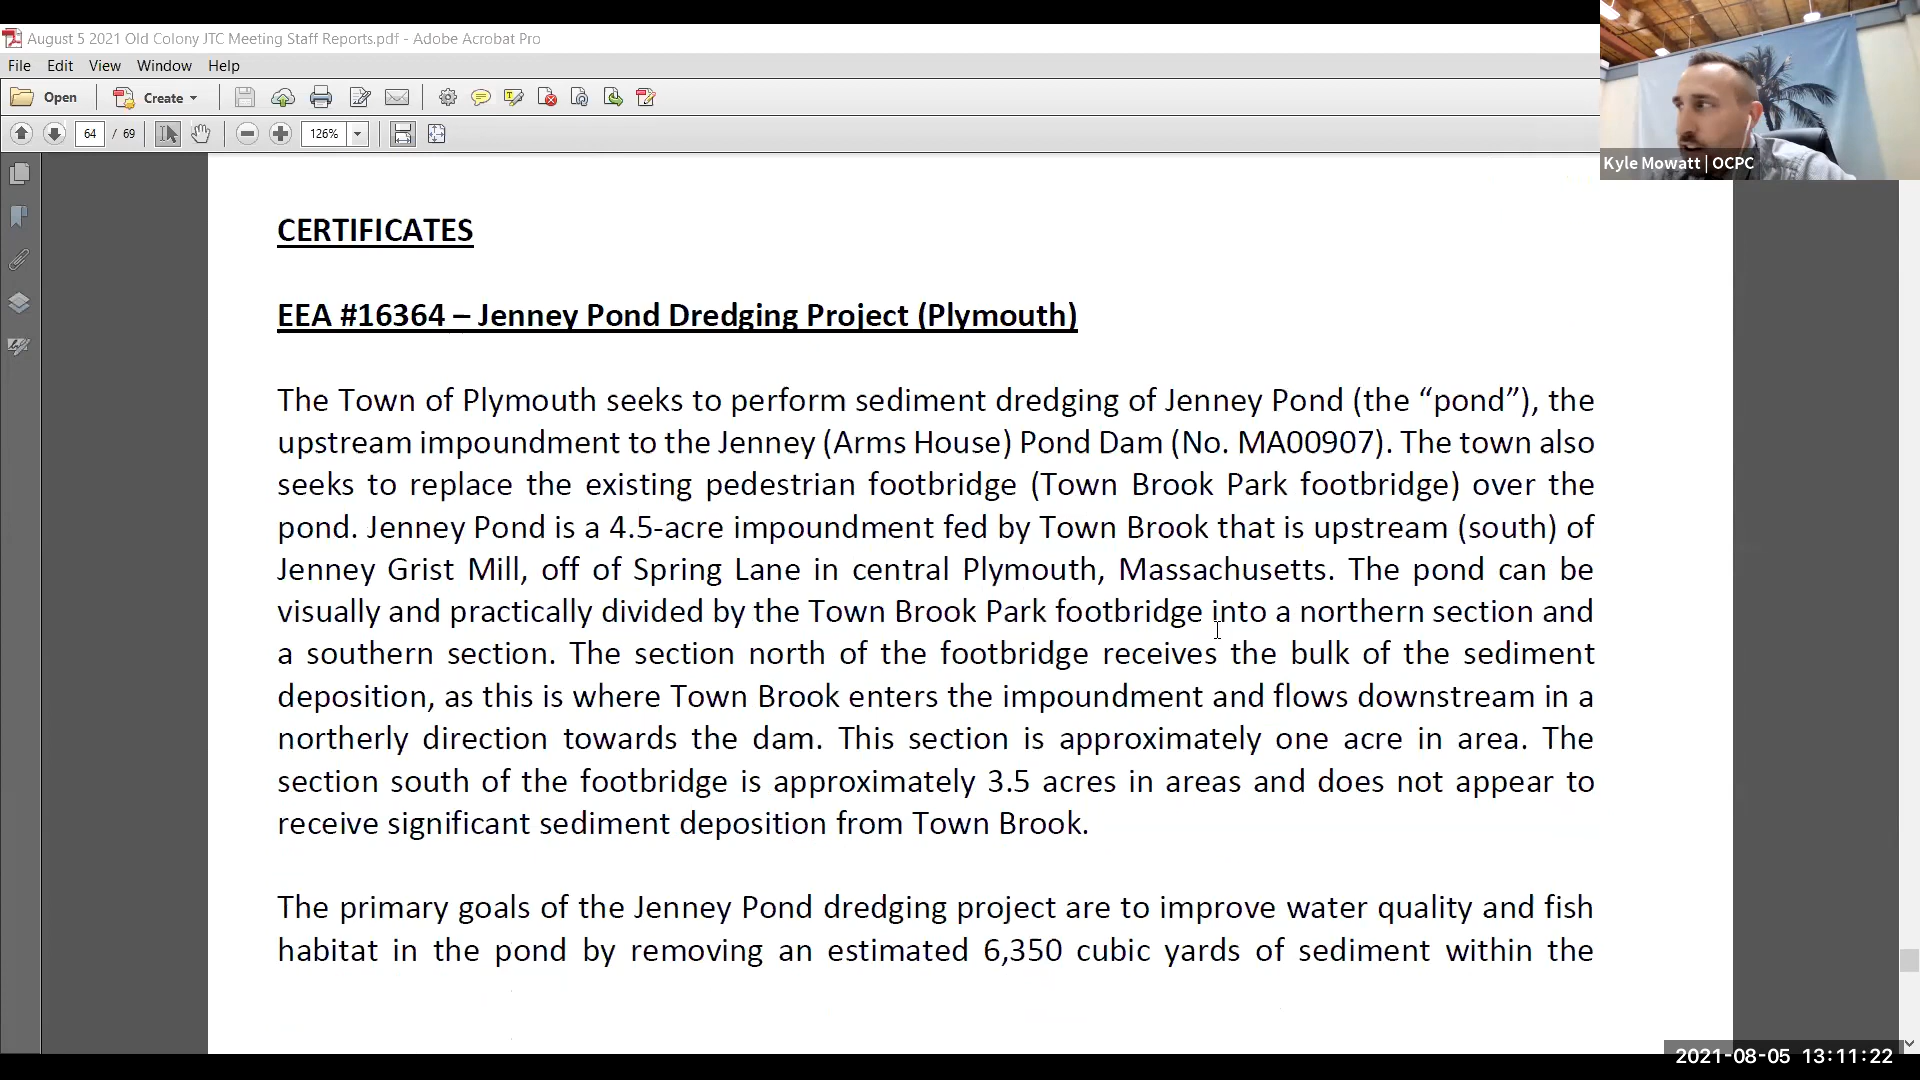 August 5 2021 Old Colony JTC Meeting Staff Reports.pdf - Adobe Acrobat Pro
File Edit View Window Help
Open Create
64 / 69 126%
Kyle Mowatt | OCPC
CERTIFICATES
EEA #16364 – Jenney Pond Dredging Project (Plymouth)
The Town of Plymouth seeks to perform sediment dredging of Jenney Pond (the “pond”), the
upstream impoundment to the Jenney (Arms House) Pond Dam (No. MA00907). The town also
seeks to replace the existing pedestrian footbridge (Town Brook Park footbridge) over the
pond. Jenney Pond is a 4.5-acre impoundment fed by Town Brook that is upstream (south) of
Jenney Grist Mill, off of Spring Lane in central Plymouth, Massachusetts. The pond can be
visually and practically divided by the Town Brook Park footbridge into a northern section and
a southern section. The section north of the footbridge receives the bulk of the sediment
deposition, as this is where Town Brook enters the impoundment and flows downstream in a
northerly direction towards the dam. This section is approximately one acre in area. The
section south of the footbridge is approximately 3.5 acres in areas and does not appear to
receive significant sediment deposition from Town Brook.
The primary goals of the Jenney Pond dredging project are to improve water quality and fish
habitat in the pond by removing an estimated 6,350 cubic yards of sediment within the
2021-08-05 13:11:22